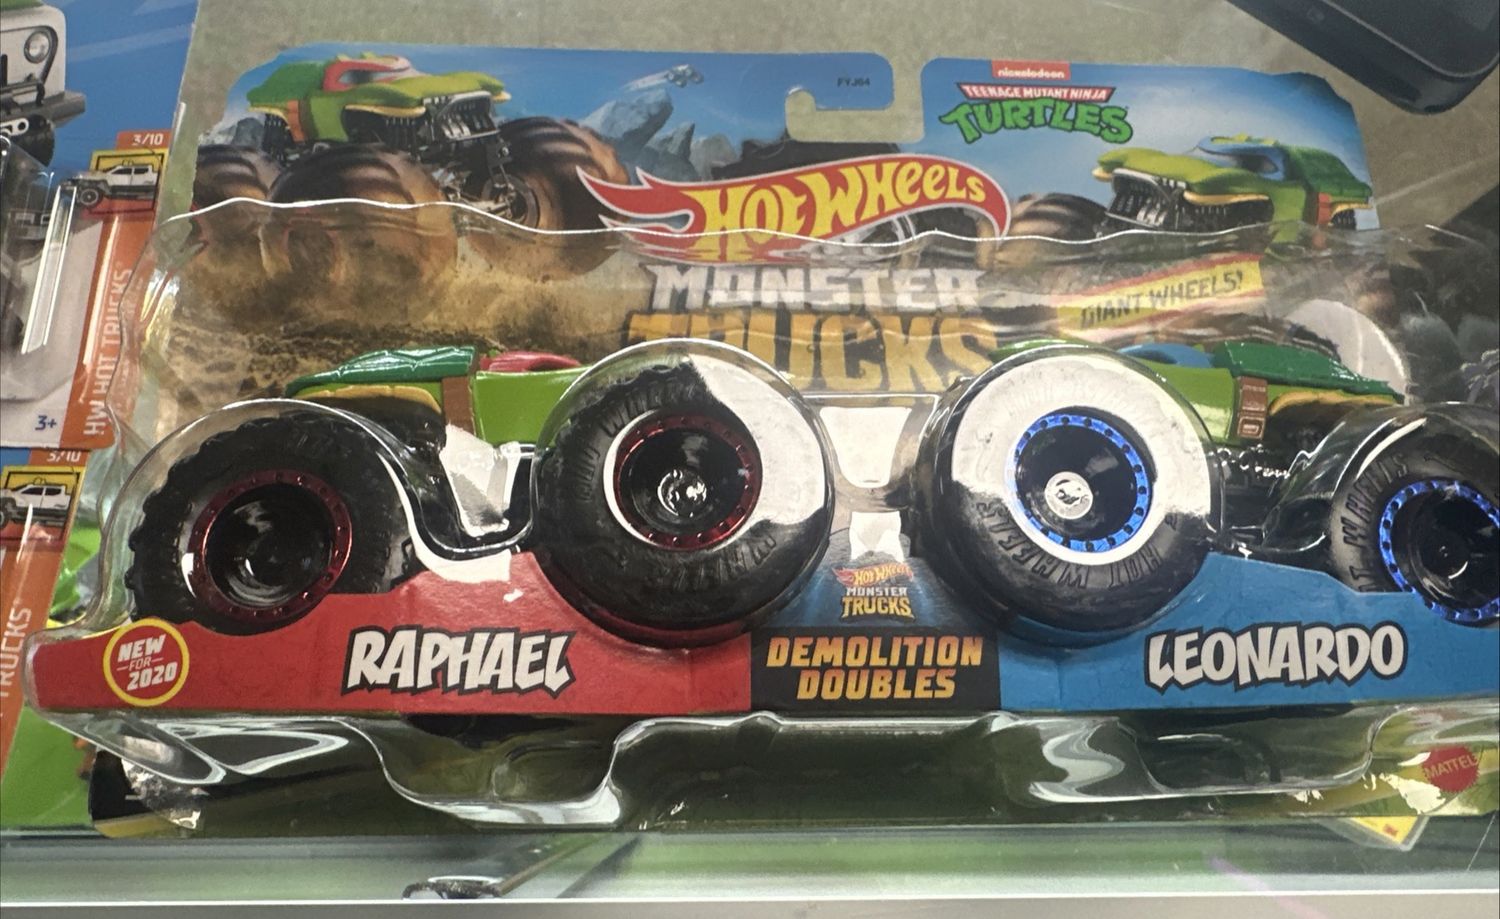 FYJ64
nickelodeon
TEENAGE MUTANT NINJA
TURTLES
HOT WHEELS
MONSTER
TRUCKS
GIANT WHEELS!
3/10
HW HOT TRUCKS
3+
3/10
TRUCKS
HOT WHEELS
WHEELS
HOT WHEELS
MONSTER
TRUCKS
NEW
FOR
2020
RAPHAEL
DEMOLITION
DOUBLES
LEONARDO
MATTEL